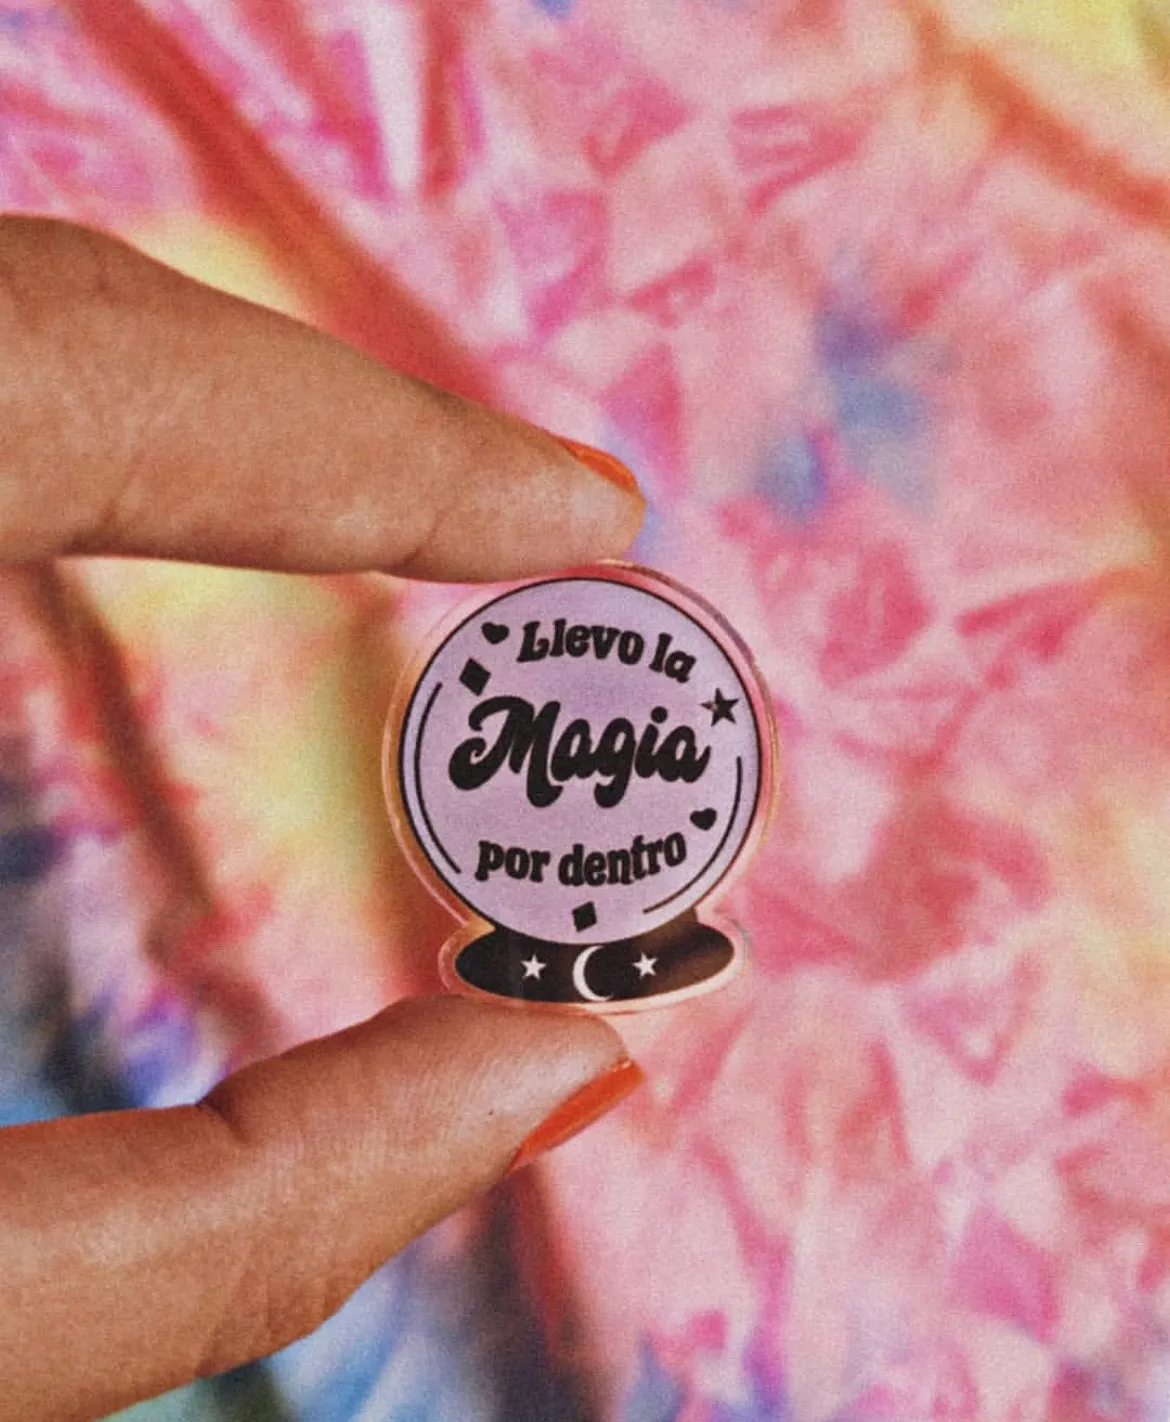 Llevo la
Magia
por dentro